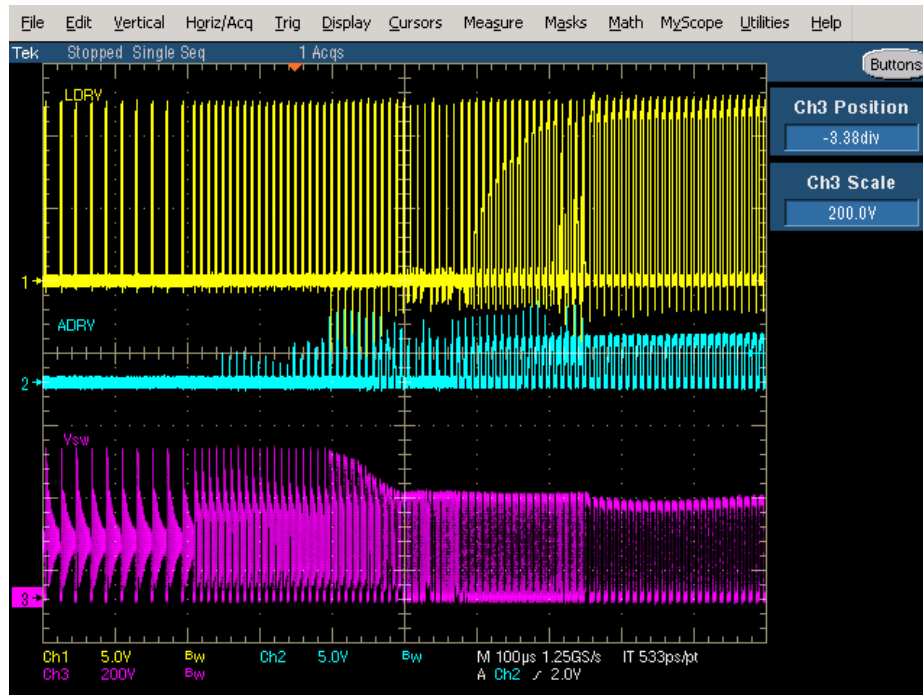 File Edit Vertical Horiz/Acq Trig Display Cursors Measure Masks Math MyScope Utilities Help
Tek Stopped Single Seq 1 Acqs
Buttons
LDRV
Ch3 Position
-3.38div
Ch3 Scale
200.0V
1
ADRV
2
Vsw
3
Ch1 5.0V Bw Ch2 5.0V Bw M 100µs 1.25GS/s IT 533ps/pt
Ch3 200V Bw A Ch2 / 2.0V